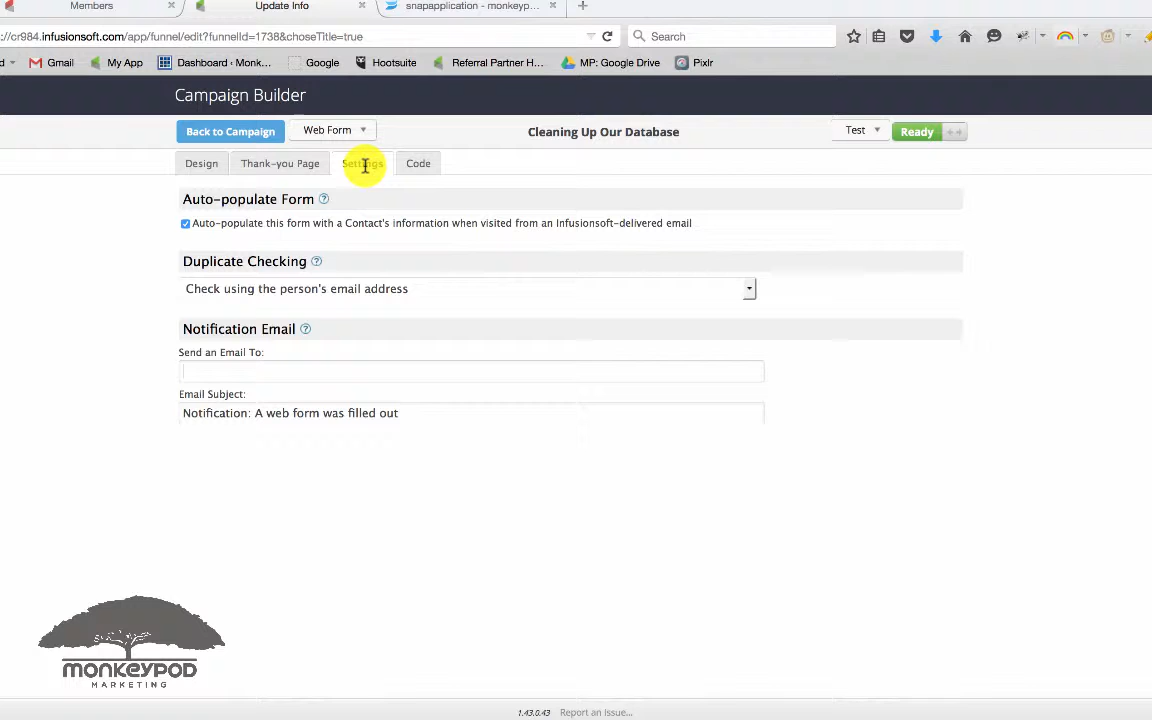 Members
Update Info
snapapplication - monkeyp...
://cr984.infusionsoft.com/app/funnel/edit?funnelId=1738&choseTitle=true
Search
Gmail
My App
Dashboard ‹ Monk...
Google
Hootsuite
Referral Partner H...
MP: Google Drive
Pixlr
Campaign Builder
Back to Campaign
Web Form
Cleaning Up Our Database
Test
Ready
Design
Thank-you Page
Settings
Code
Auto-populate Form ?
Auto-populate this form with a Contact's information when visited from an Infusionsoft-delivered email
Duplicate Checking ?
Check using the person's email address
Notification Email ?
Send an Email To:
Email Subject:
Notification: A web form was filled out
monkeypod
MARKETING
1.43.0.43
Report an Issue...